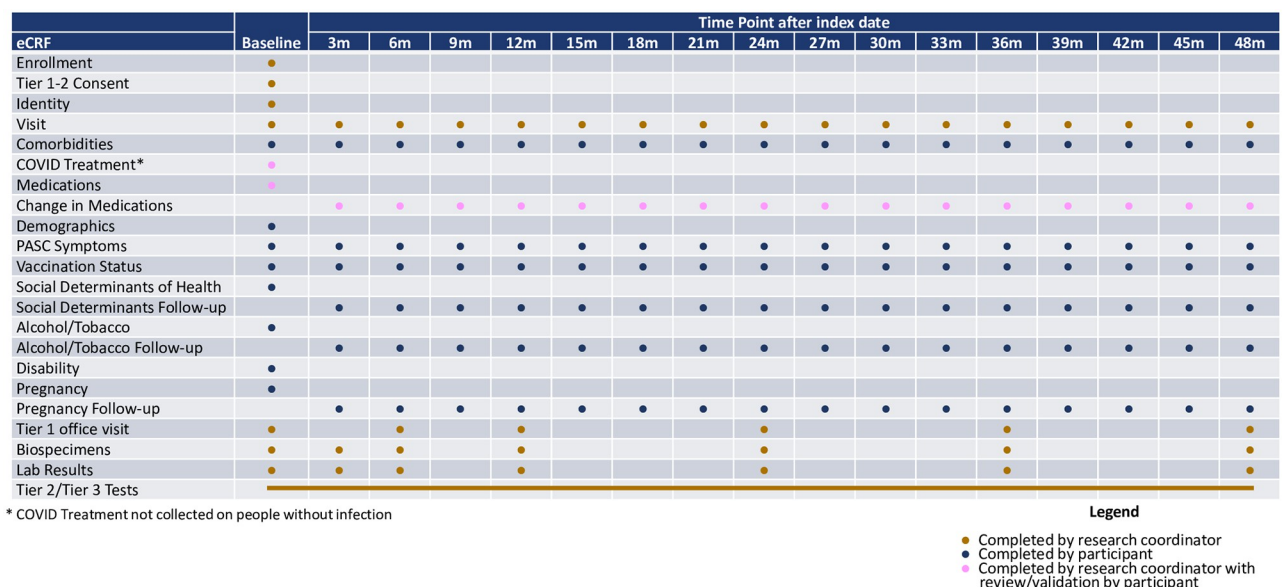 Time Point after index date
eCRF Baseline 3m 6m 9m 12m 15m 18m 21m 24m 27m 30m 33m 36m 39m 42m 45m 48m
Enrollment
Tier 1-2 Consent
Identity
Visit
Comorbidities
COVID Treatment*
Medications
Change in Medications
Demographics
PASC Symptoms
Vaccination Status
Social Determinants of Health
Social Determinants Follow-up
Alcohol/Tobacco
Alcohol/Tobacco Follow-up
Disability
Pregnancy
Pregnancy Follow-up
Tier 1 office visit
Biospecimens
Lab Results
Tier 2/Tier 3 Tests
* COVID Treatment not collected on people without infection
Legend
Completed by research coordinator
Completed by participant
Completed by research coordinator with
review/validation by participant